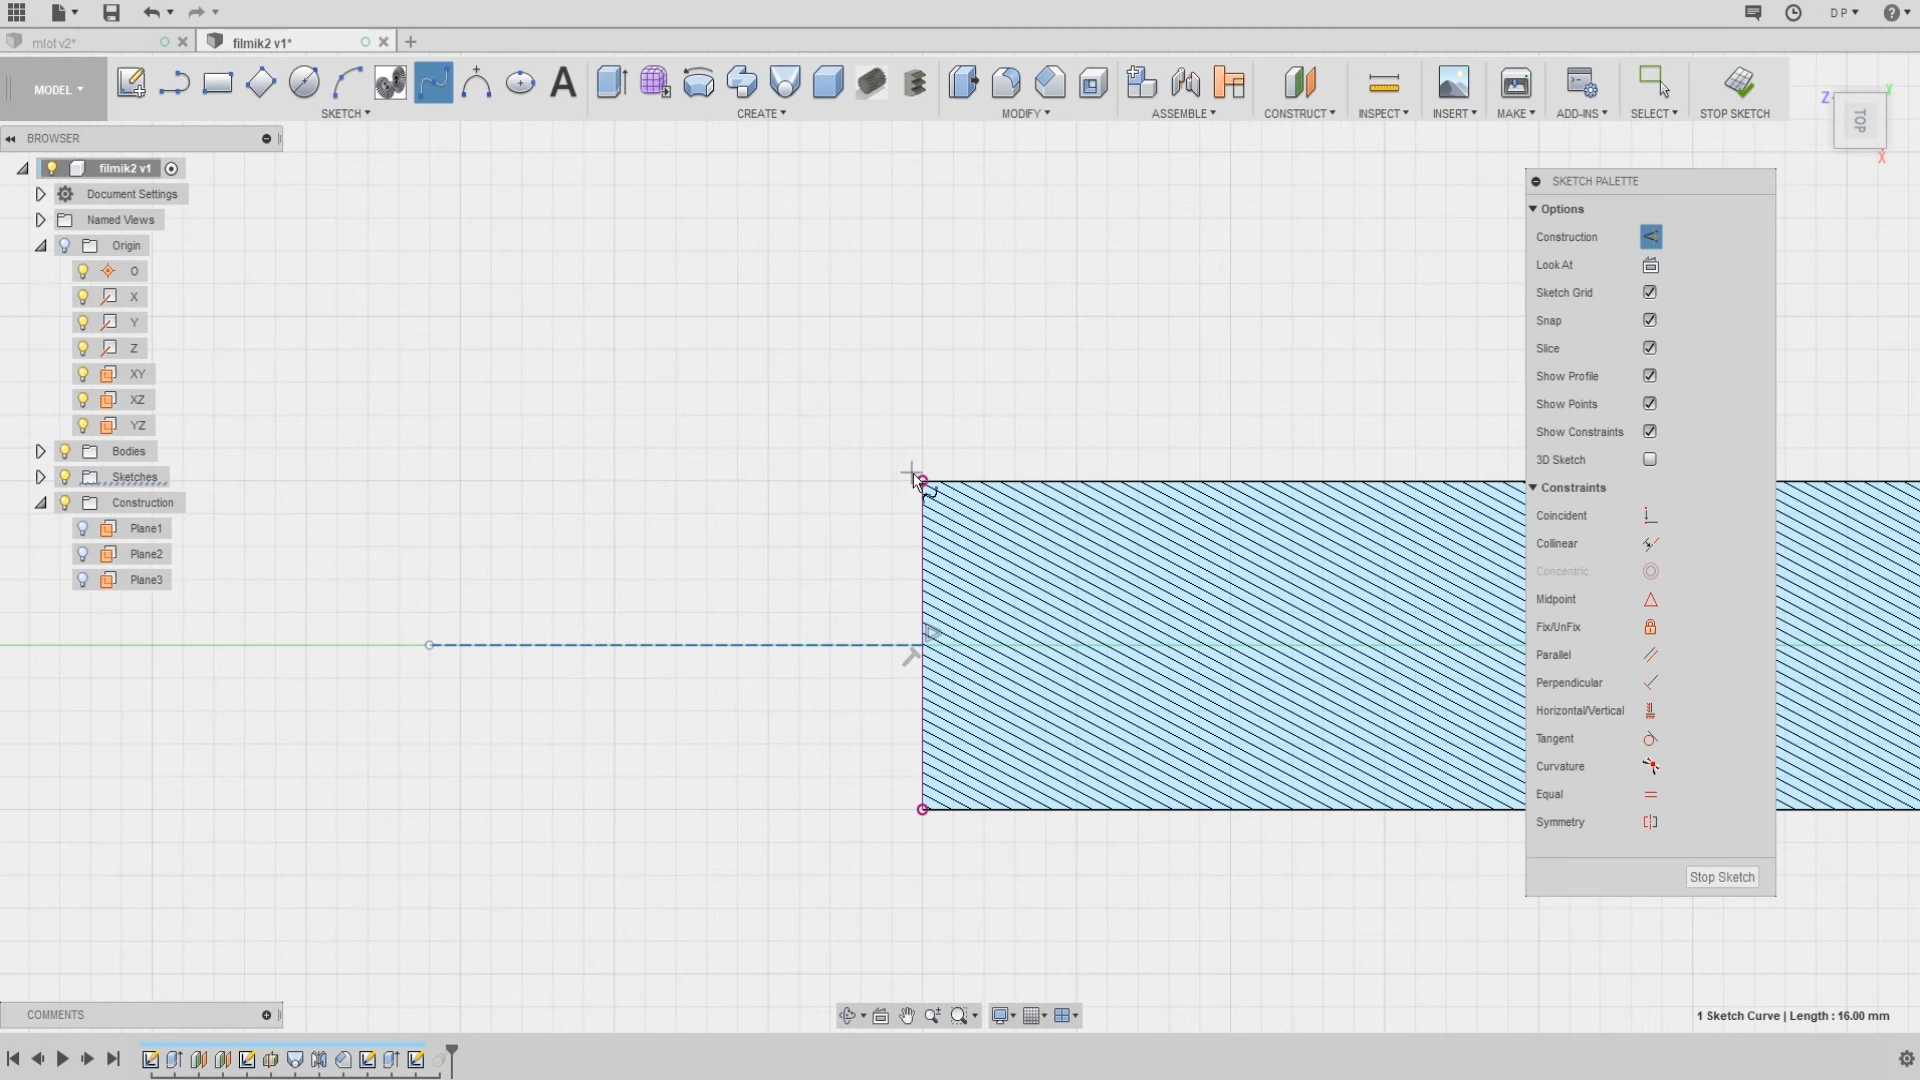 DP
mlot v2*
filmik2 v1*
MODEL
SKETCH
CREATE
MODIFY
ASSEMBLE
CONSTRUCT
INSPECT
INSERT
MAKE
ADD-INS
SELECT
STOP SKETCH
Z
Y
TOP
X
BROWSER
filmik2 v1
Document Settings
Named Views
Origin
O
X
Y
Z
XY
XZ
YZ
Bodies
Sketches
Construction
Plane1
Plane2
Plane3
SKETCH PALETTE
Options
Construction
Look At
Sketch Grid
Snap
Slice
Show Profile
Show Points
Show Constraints
3D Sketch
Constraints
Coincident
Collinear
Concentric
Midpoint
Fix/UnFix
Parallel
Perpendicular
Horizontal/Vertical
Tangent
Curvature
Equal
Symmetry
Stop Sketch
COMMENTS
1 Sketch Curve | Length : 16.00 mm